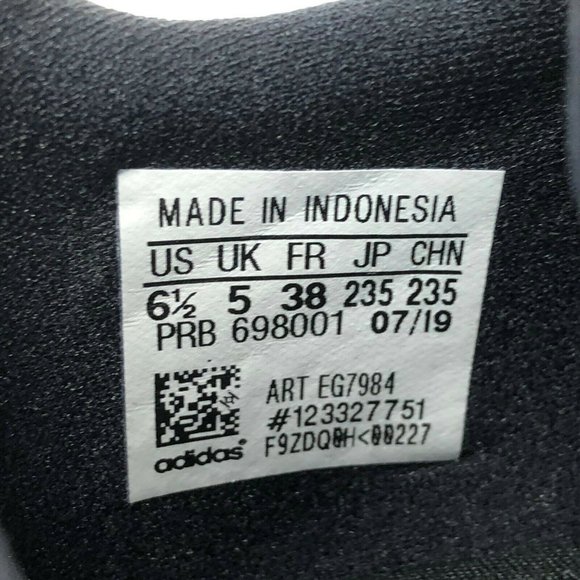 MADE IN INDONESIA
US UK FR JP CHN
6½ 5 38 235 235
PRB 698001 07/19
ART EG7984
#123327751
adidas